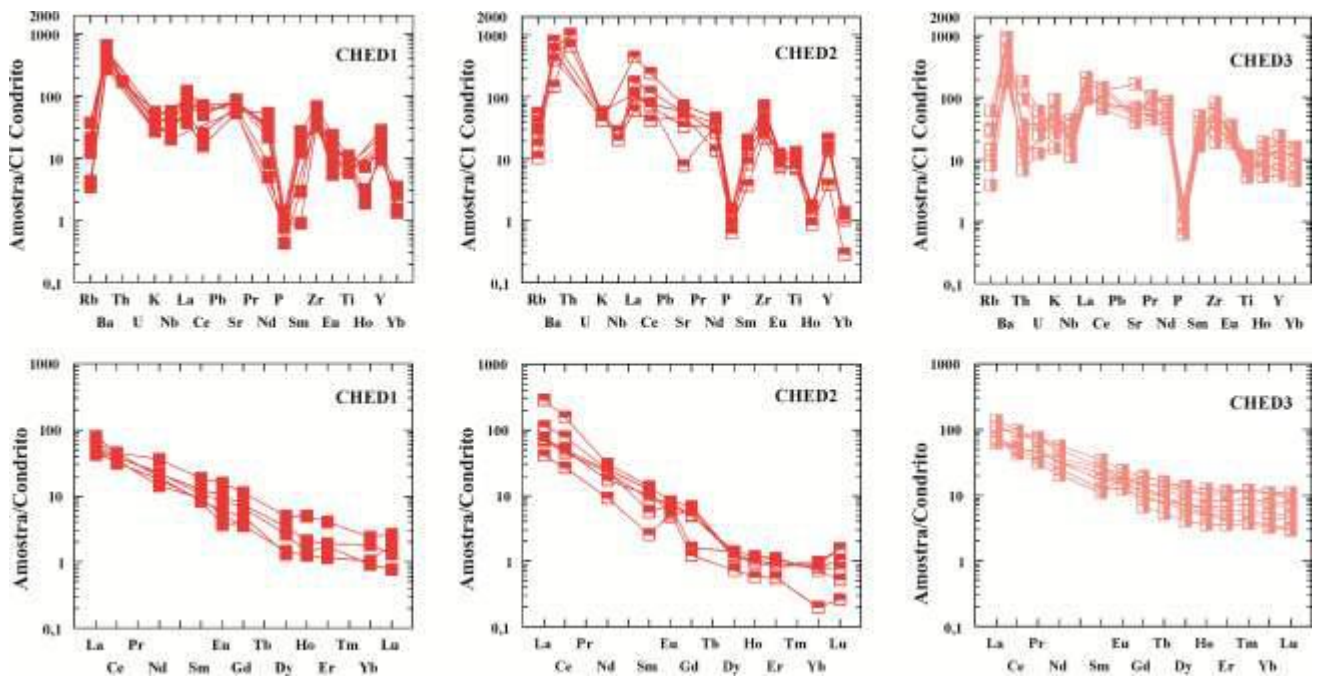 2000
1000
100
10
1
0,1
Amostra/C1 Condrito
CHED1
Rb Th K La Pb Pr P Zr Ti Y
Ba U Nb Ce Sr Nd Sm Eu Ho Yb
2000
1000
100
10
1
0,1
Amostra/C1 Condrito
CHED2
Rb Th K La Pb Pr P Zr Ti Y
Ba U Nb Ce Sr Nd Sm Eu Ho Yb
2000
1000
100
10
1
0,1
Amostra/C1 Condrito
CHED3
Rb Th K La Pb Pr P Zr Ti Y
Ba U Nb Ce Sr Nd Sm Eu Ho Yb
1000
100
10
1
0,1
Amostra/Condrito
CHED1
La Pr Eu Tb Ho Tm Lu
Ce Nd Sm Gd Dy Er Yb
1000
100
10
1
0,1
Amostra/Condrito
CHED2
La Pr Eu Tb Ho Tm Lu
Ce Nd Sm Gd Dy Er Yb
1000
100
10
1
0,1
Amostra/Condrito
CHED3
La Pr Eu Tb Ho Tm Lu
Ce Nd Sm Gd Dy Er Yb